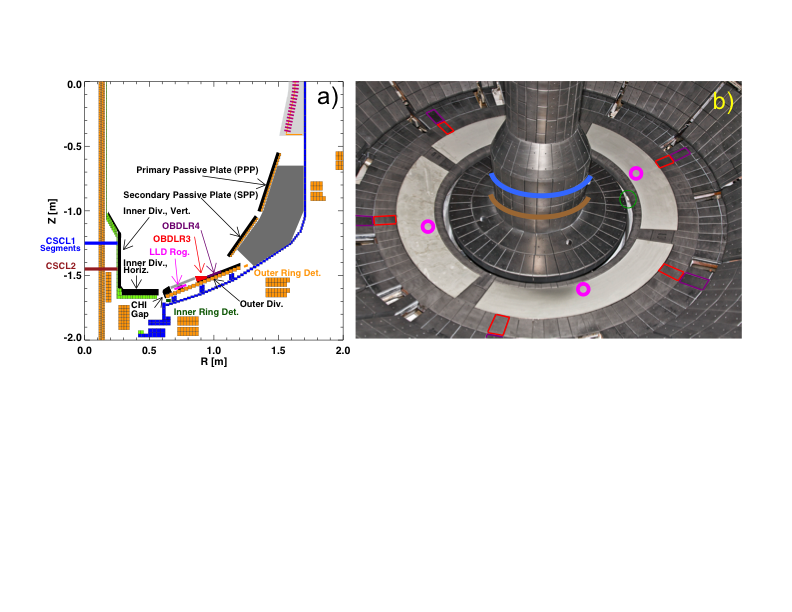 0.0
a)
b)
-0.5
Primary Passive Plate (PPP)
Secondary Passive Plate (SPP)
-1.0
Inner Div., Vert.
OBDLR4
CSCL1
Segments
OBDLR3
LLD Rog.
Z [m]
CSCL2
Inner Div.,
Horiz.
Outer Ring Det.
-1.5
CHI
Gap
Outer Div.
Inner Ring Det.
-2.0
0.0 0.5 1.0 1.5 2.0
R [m]